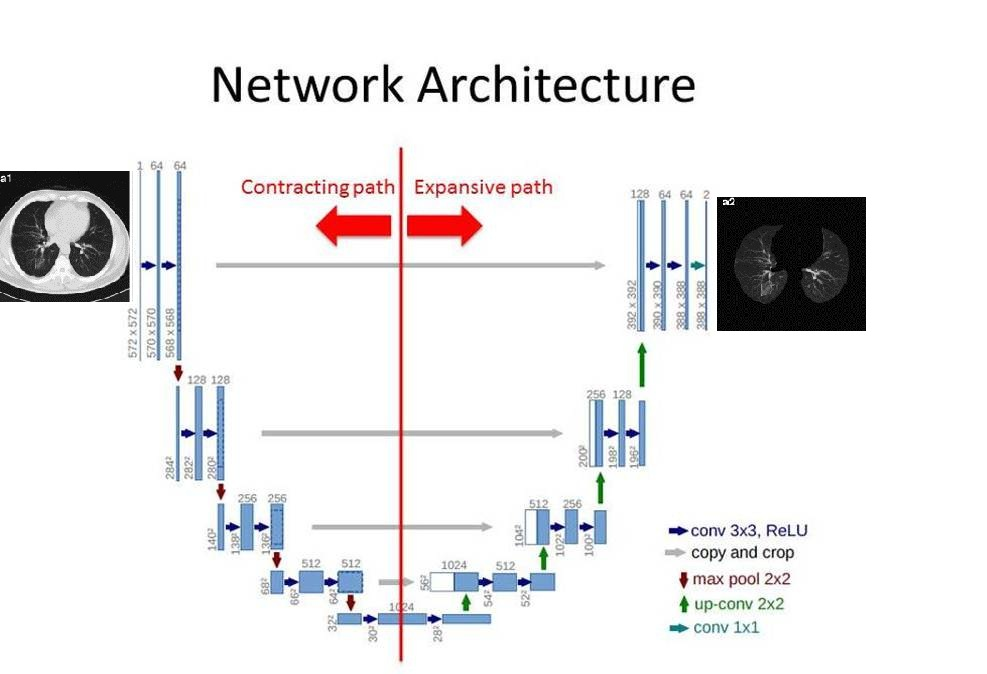 Network Architecture
a1
1 64 64
Contracting path
Expansive path
128 64 64 2
a2
572 x 572
570 x 570
568 x 568
392 x 392
390 x 390
388 x 388
388 x 388
128 128
256 128
284²
282²
280²
200²
198²
196²
256 256
512 256
140²
138²
136²
104²
102²
100²
512 512
1024 512
68²
66²
64²
56²
54²
52²
1024
32²
30²
28²
conv 3x3, ReLU
copy and crop
max pool 2x2
up-conv 2x2
conv 1x1